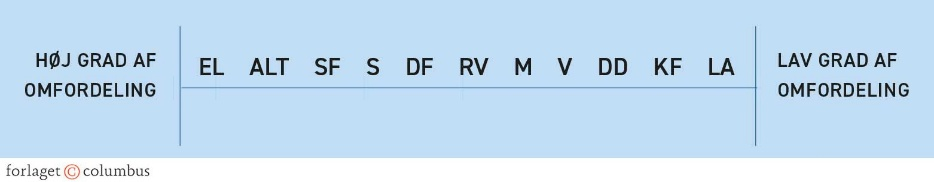 HØJ GRAD AF
OMFORDELING
EL ALT SF S DF RV M V DD KF LA
LAV GRAD AF
OMFORDELING
forlaget © columbus